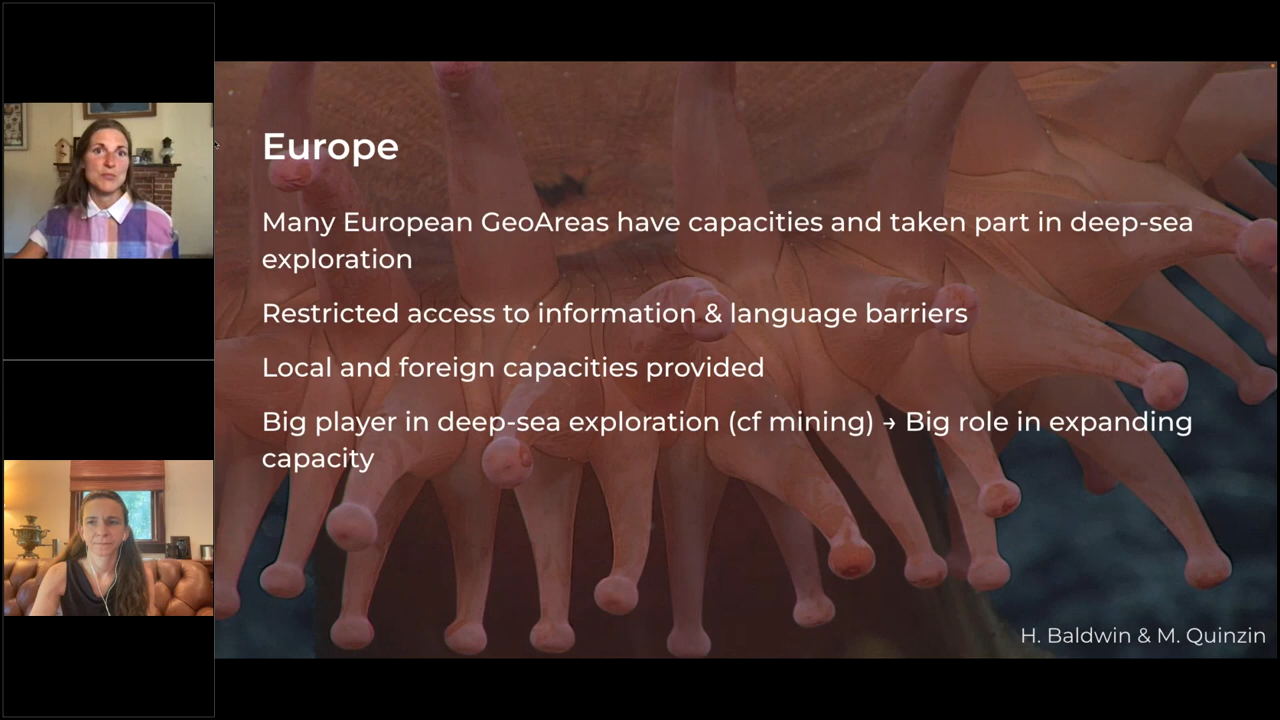 Europe
Many European GeoAreas have capacities and taken part in deep-sea
exploration
Restricted access to information & language barriers
Local and foreign capacities provided
Big player in deep-sea exploration (cf mining) → Big role in expanding
capacity
H. Baldwin & M. Quinzin